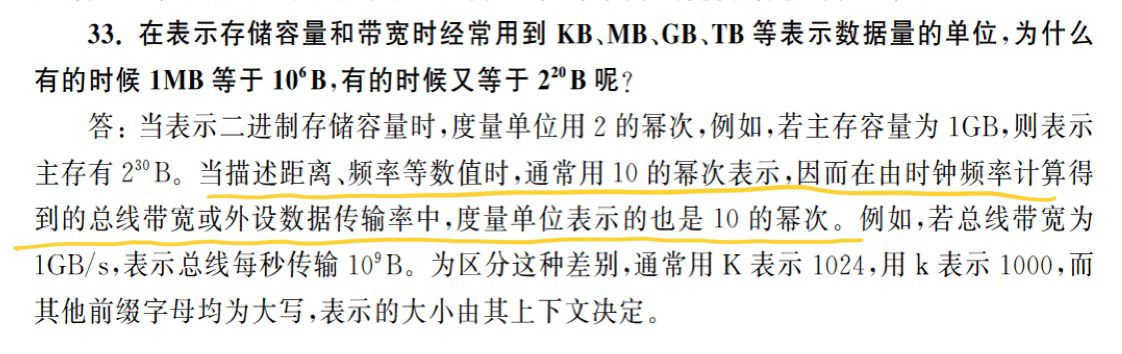 33. 在表示存储容量和带宽时经常用到 KB、MB、GB、TB 等表示数据量的单位,为什么
有的时候 1MB 等于 10⁶B,有的时候又等于 2²⁰B 呢?
答:当表示二进制存储容量时,度量单位用 2 的幂次,例如,若主存容量为 1GB,则表示
主存有 2³⁰B。当描述距离、频率等数值时,通常用 10 的幂次表示,因而在由时钟频率计算得
到的总线带宽或外设数据传输率中,度量单位表示的也是 10 的幂次。例如,若总线带宽为
1GB/s,表示总线每秒传输 10⁹B。为区分这种差别,通常用 K 表示 1024,用 k 表示 1000,而
其他前缀字母均为大写,表示的大小由其上下文决定。